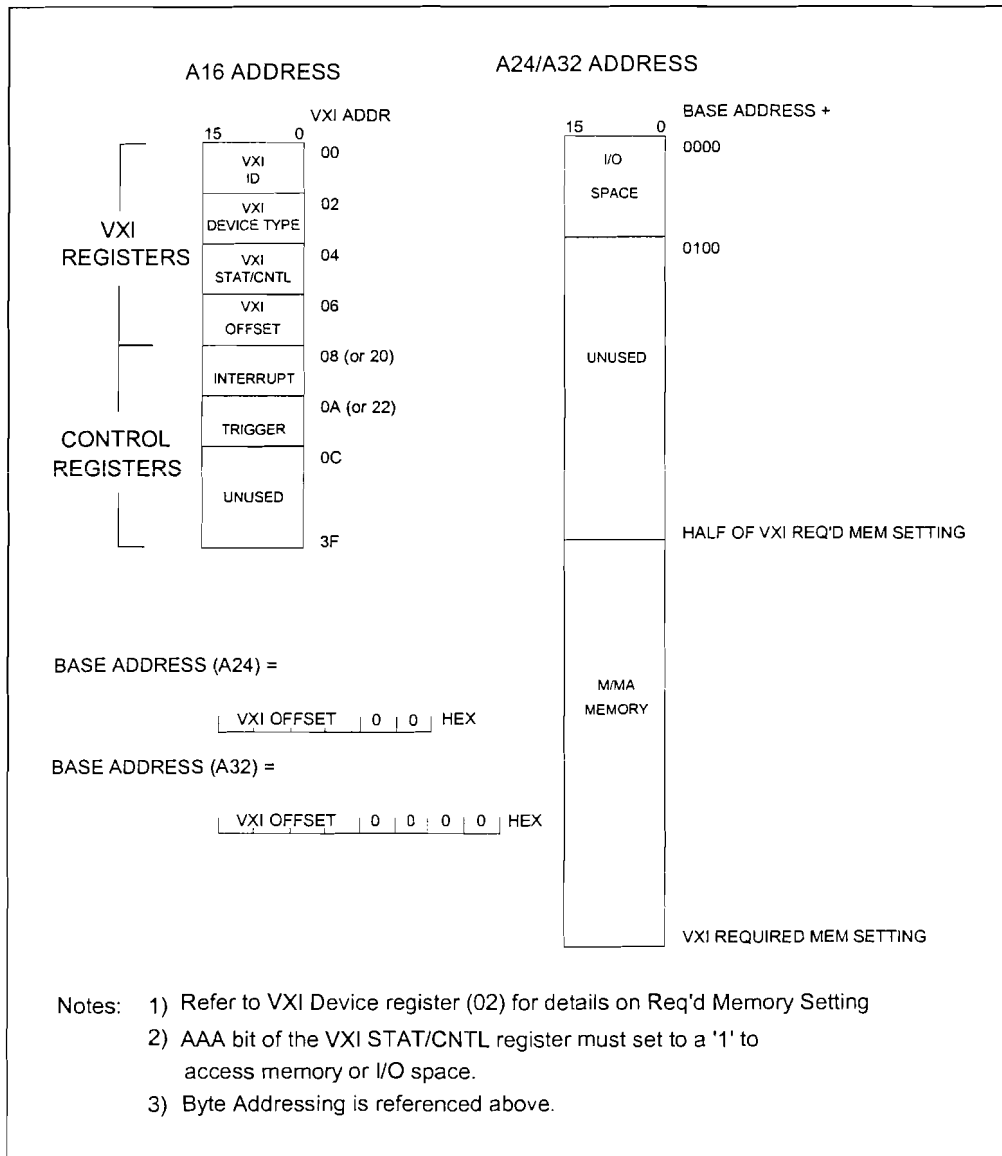 A16 ADDRESS
VXI ADDR
15 0
VXI
ID
00
VXI
DEVICE TYPE
02
VXI
STAT/CNTL
04
VXI
OFFSET
06
INTERRUPT
08 (or 20)
TRIGGER
0A (or 22)
UNUSED
0C
3F
VXI
REGISTERS
CONTROL
REGISTERS
A24/A32 ADDRESS
BASE ADDRESS +
15 0
0000
I/O
SPACE
0100
UNUSED
HALF OF VXI REQ'D MEM SETTING
M/MA
MEMORY
VXI REQUIRED MEM SETTING
BASE ADDRESS (A24) =
VXI OFFSET 0 0 HEX
BASE ADDRESS (A32) =
VXI OFFSET 0 0 0 0 HEX
Notes: 1) Refer to VXI Device register (02) for details on Req'd Memory Setting
2) AAA bit of the VXI STAT/CNTL register must set to a '1' to
access memory or I/O space.
3) Byte Addressing is referenced above.